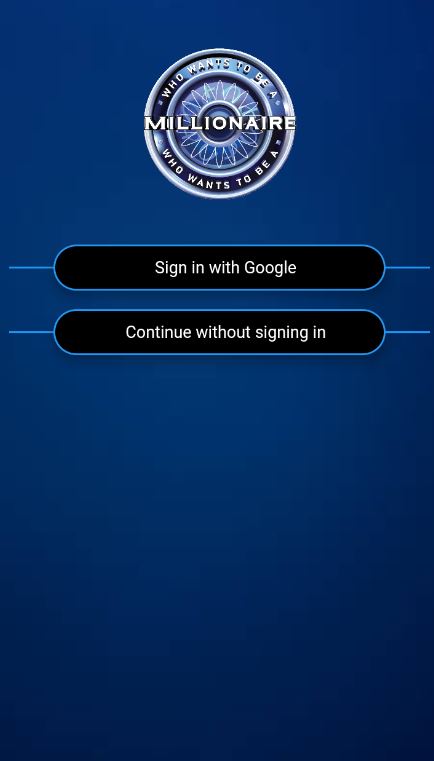 WHO WANTS TO BE A
MILLIONAIRE
WHO WANTS TO BE A
Sign in with Google
Continue without signing in